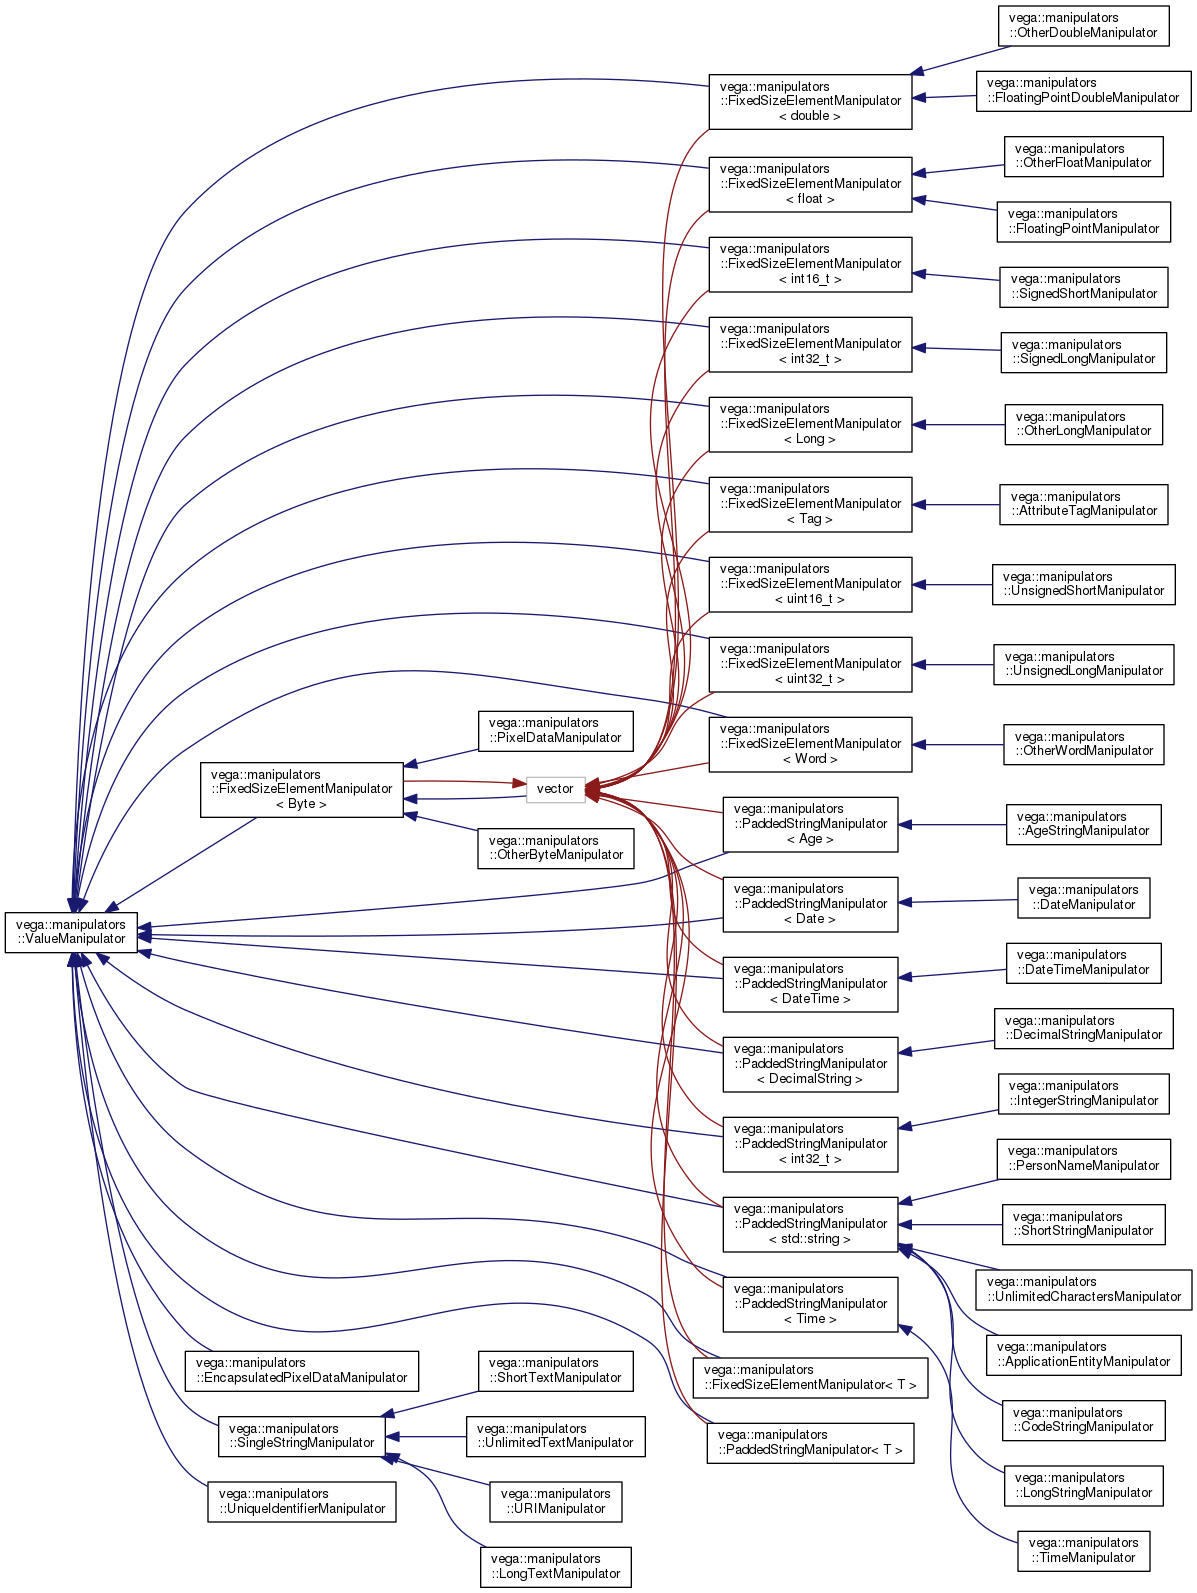 vega::manipulators
::OtherDoubleManipulator
vega::manipulators
::FloatingPointDoubleManipulator
vega::manipulators
::FixedSizeElementManipulator
< double >
vega::manipulators
::OtherFloatManipulator
vega::manipulators
::FixedSizeElementManipulator
< float >
vega::manipulators
::FloatingPointManipulator
vega::manipulators
::FixedSizeElementManipulator
< int16_t >
vega::manipulators
::SignedShortManipulator
vega::manipulators
::FixedSizeElementManipulator
< int32_t >
vega::manipulators
::SignedLongManipulator
vega::manipulators
::FixedSizeElementManipulator
< Long >
vega::manipulators
::OtherLongManipulator
vega::manipulators
::FixedSizeElementManipulator
< Tag >
vega::manipulators
::AttributeTagManipulator
vega::manipulators
::FixedSizeElementManipulator
< uint16_t >
vega::manipulators
::UnsignedShortManipulator
vega::manipulators
::FixedSizeElementManipulator
< uint32_t >
vega::manipulators
::UnsignedLongManipulator
vega::manipulators
::PixelDataManipulator
vega::manipulators
::FixedSizeElementManipulator
< Word >
vega::manipulators
::OtherWordManipulator
vega::manipulators
::FixedSizeElementManipulator
< Byte >
vector
vega::manipulators
::OtherByteManipulator
vega::manipulators
::PaddedStringManipulator
< Age >
vega::manipulators
::AgeStringManipulator
vega::manipulators
::PaddedStringManipulator
< Date >
vega::manipulators
::DateManipulator
vega::manipulators
::ValueManipulator
vega::manipulators
::PaddedStringManipulator
< DateTime >
vega::manipulators
::DateTimeManipulator
vega::manipulators
::PaddedStringManipulator
< DecimalString >
vega::manipulators
::DecimalStringManipulator
vega::manipulators
::PaddedStringManipulator
< int32_t >
vega::manipulators
::IntegerStringManipulator
vega::manipulators
::PersonNameManipulator
vega::manipulators
::PaddedStringManipulator
< std::string >
vega::manipulators
::ShortStringManipulator
vega::manipulators
::UnlimitedCharactersManipulator
vega::manipulators
::PaddedStringManipulator
< Time >
vega::manipulators
::ApplicationEntityManipulator
vega::manipulators
::EncapsulatedPixelDataManipulator
vega::manipulators
::ShortTextManipulator
vega::manipulators
::FixedSizeElementManipulator< T >
vega::manipulators
::CodeStringManipulator
vega::manipulators
::SingleStringManipulator
vega::manipulators
::UnlimitedTextManipulator
vega::manipulators
::PaddedStringManipulator< T >
vega::manipulators
::LongStringManipulator
vega::manipulators
::UniqueIdentifierManipulator
vega::manipulators
::URIManipulator
vega::manipulators
::TimeManipulator
vega::manipulators
::LongTextManipulator